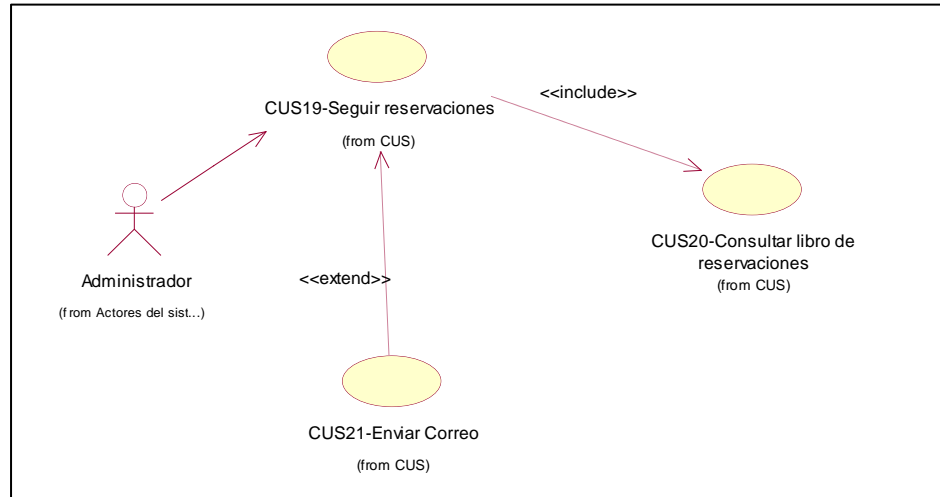 CUS19-Seguir reservaciones
(from CUS)
<<include>>
CUS20-Consultar libro de
reservaciones
(from CUS)
Administrador
(from Actores del sist...)
<<extend>>
CUS21-Enviar Correo
(from CUS)